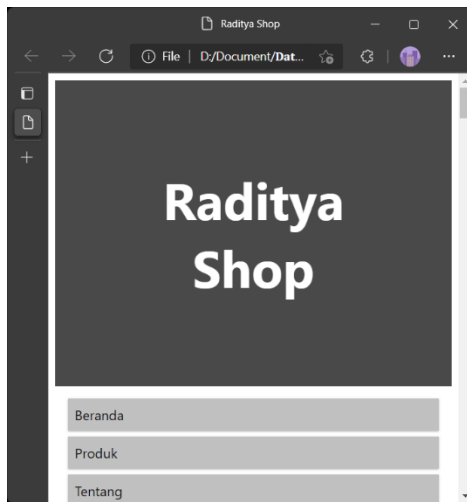 Raditya Shop
File | D:/Document/Dat...
Raditya
Shop
Beranda
Produk
Tentang